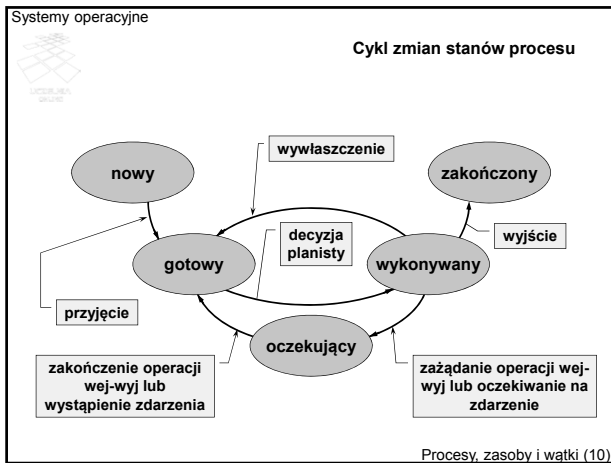 Systemy operacyjne
Cykl zmian stanów procesu
wywłaszczenie
nowy
zakończony
decyzja
planisty
wyjście
gotowy
wykonywany
przyjęcie
oczekujący
zakończenie operacji
wej-wyj lub
wystąpienie zdarzenia
zażądanie operacji wej-
wyj lub oczekiwanie na
zdarzenie
Procesy, zasoby i wątki (10)